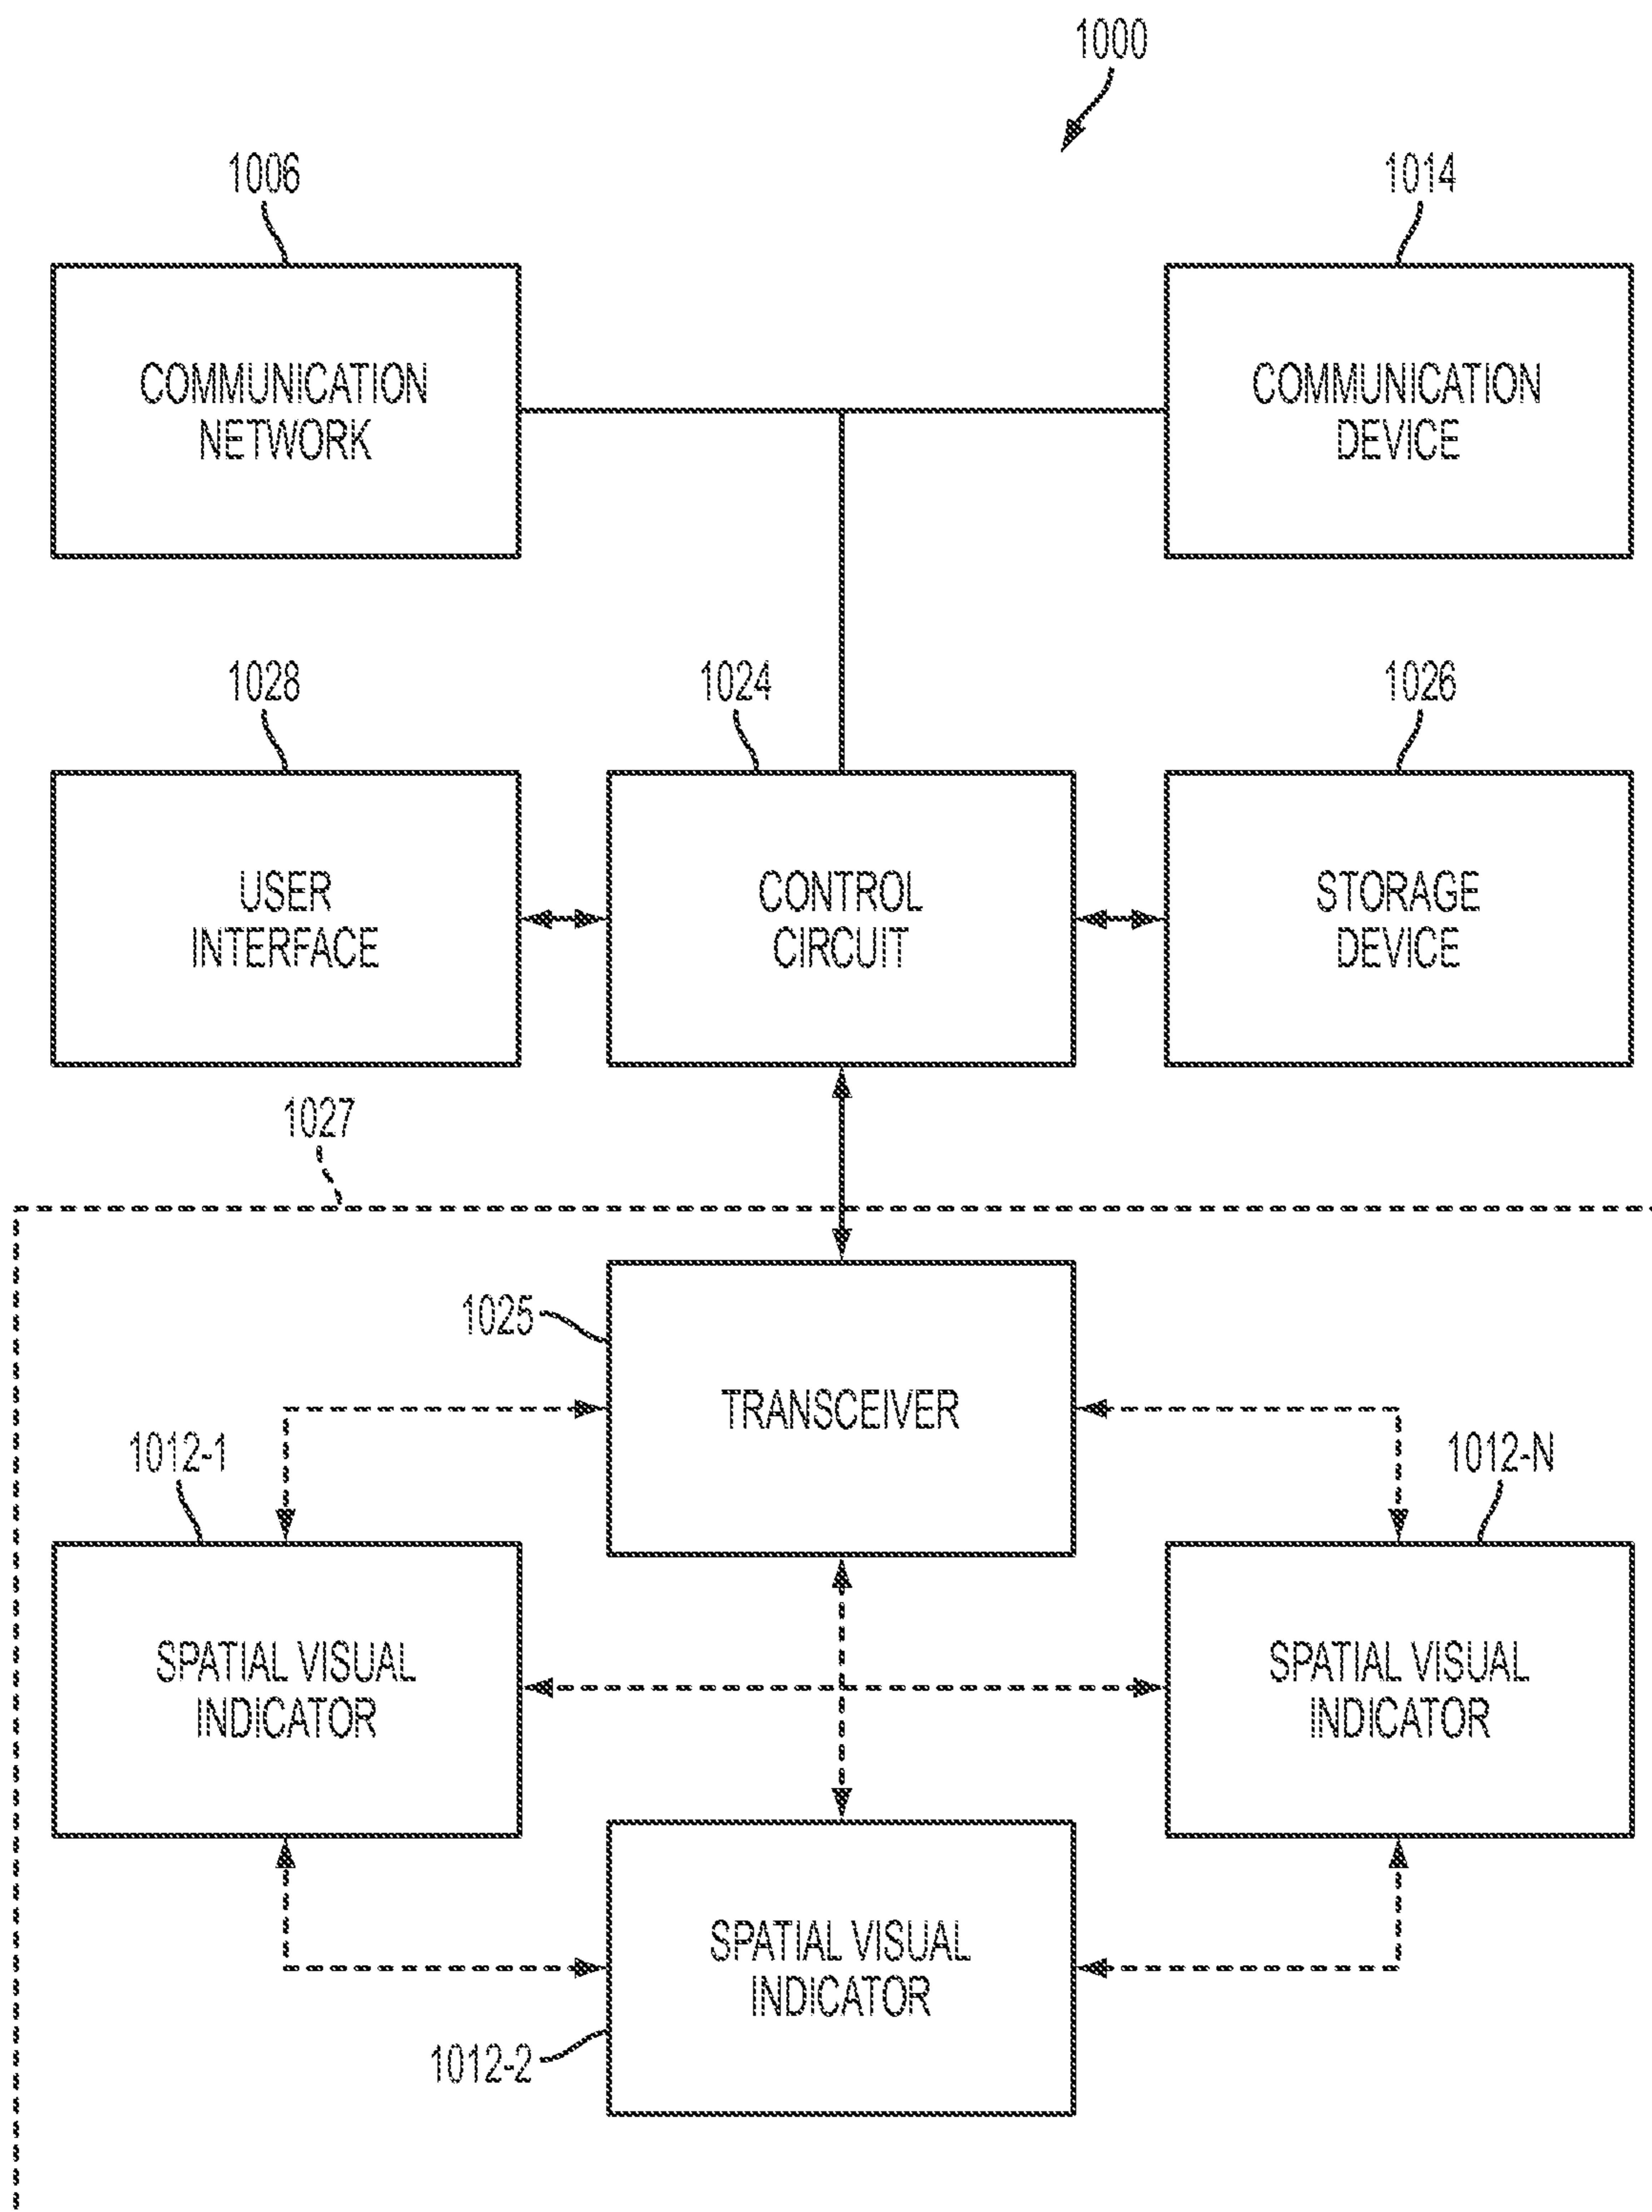 1000
1006
1014
COMMUNICATION
NETWORK
COMMUNICATION
DEVICE
1028
1024
1026
USER
INTERFACE
CONTROL
CIRCUIT
STORAGE
DEVICE
1027
1025
TRANSCEIVER
1012-1
1012-N
SPATIAL VISUAL
INDICATOR
SPATIAL VISUAL
INDICATOR
SPATIAL VISUAL
INDICATOR
1012-2